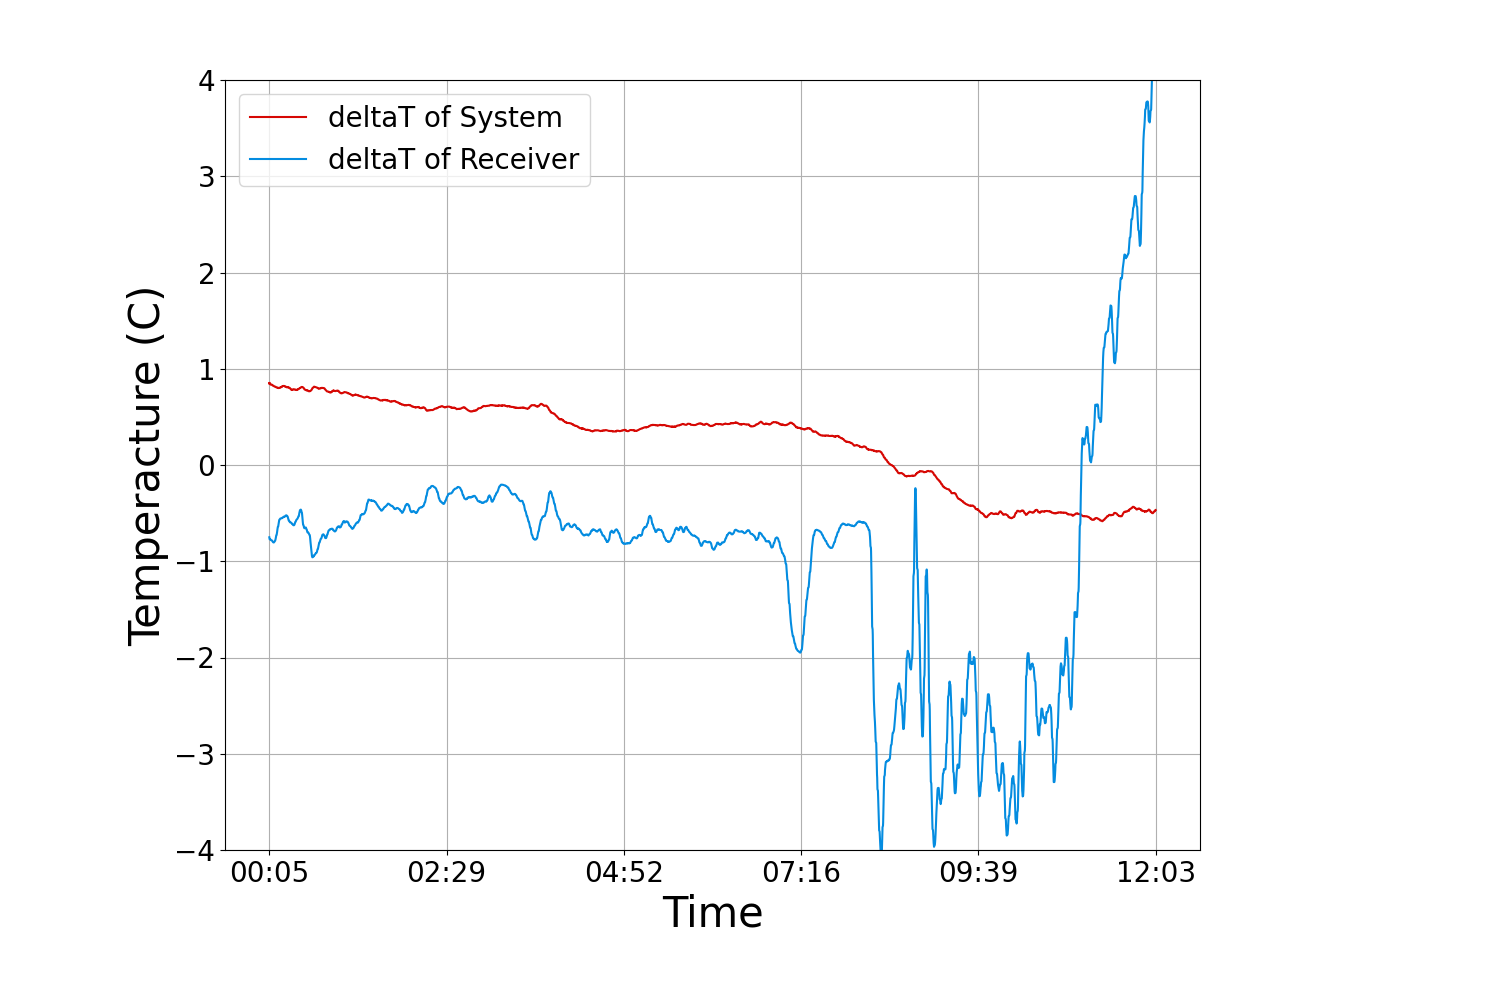 deltaT of System
deltaT of Receiver
4
3
2
1
0
−1
−2
−3
−4
Temperacture (C)
00:05 02:29 04:52 07:16 09:39 12:03
Time